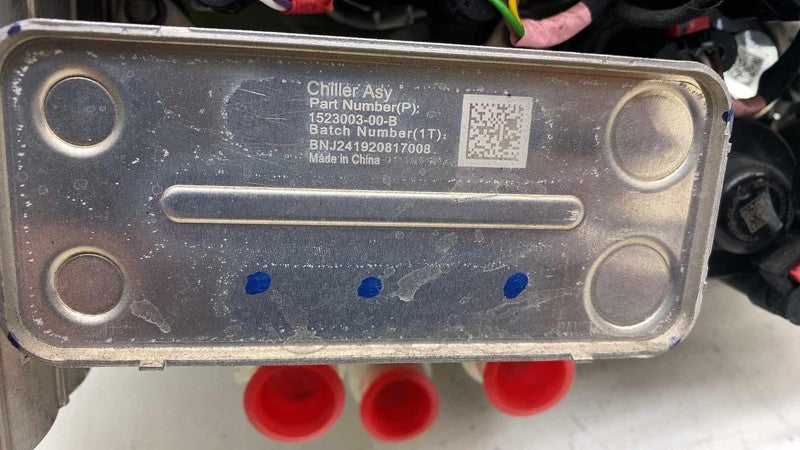 Chiller Asy
Part Number(P):
1523003-00-B
Batch Number(1T):
BNJ241920817008
Made in China